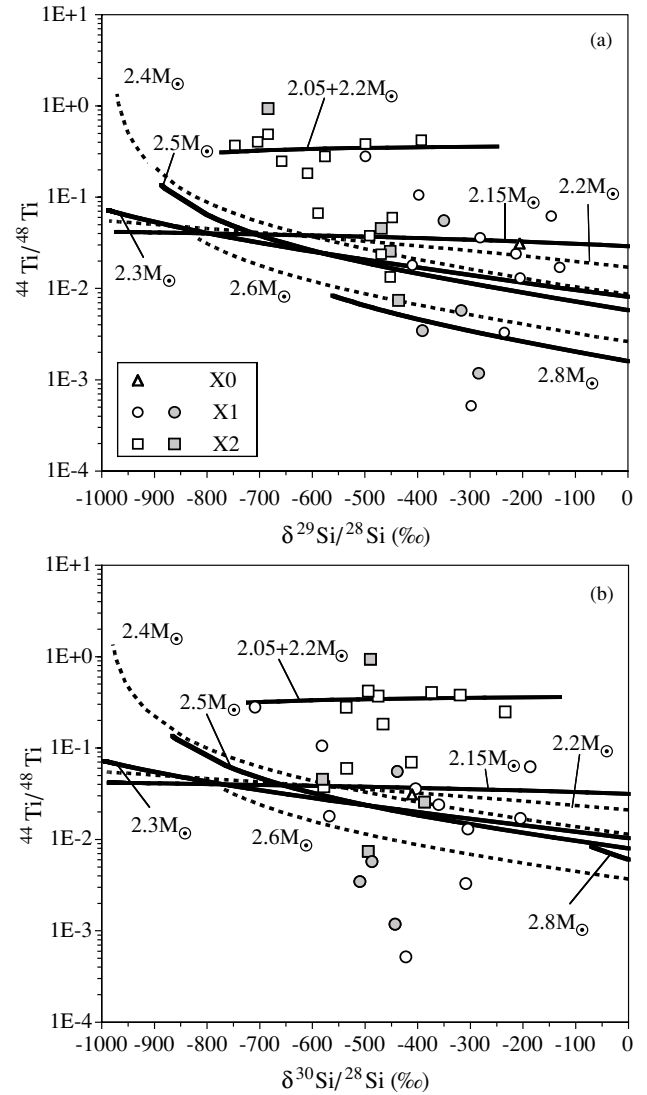 1E+1
(a)
2.4M☉
1E+0
2.05+2.2M☉
2.5M☉
1E-1
2.15M☉
2.2M☉
⁴⁴Ti/⁴⁸Ti
1E-2
2.3M☉
2.6M☉
X0
X1
X2
2.8M☉
1E-3
1E-4
-1000 -900 -800 -700 -600 -500 -400 -300 -200 -100 0
δ²⁹Si/²⁸Si (‰)
1E+1
(b)
2.4M☉
1E+0
2.05+2.2M☉
2.5M☉
1E-1
2.15M☉
2.2M☉
⁴⁴Ti/⁴⁸Ti
1E-2
2.3M☉
2.6M☉
2.8M☉
1E-3
1E-4
-1000 -900 -800 -700 -600 -500 -400 -300 -200 -100 0
δ³⁰Si/²⁸Si (‰)